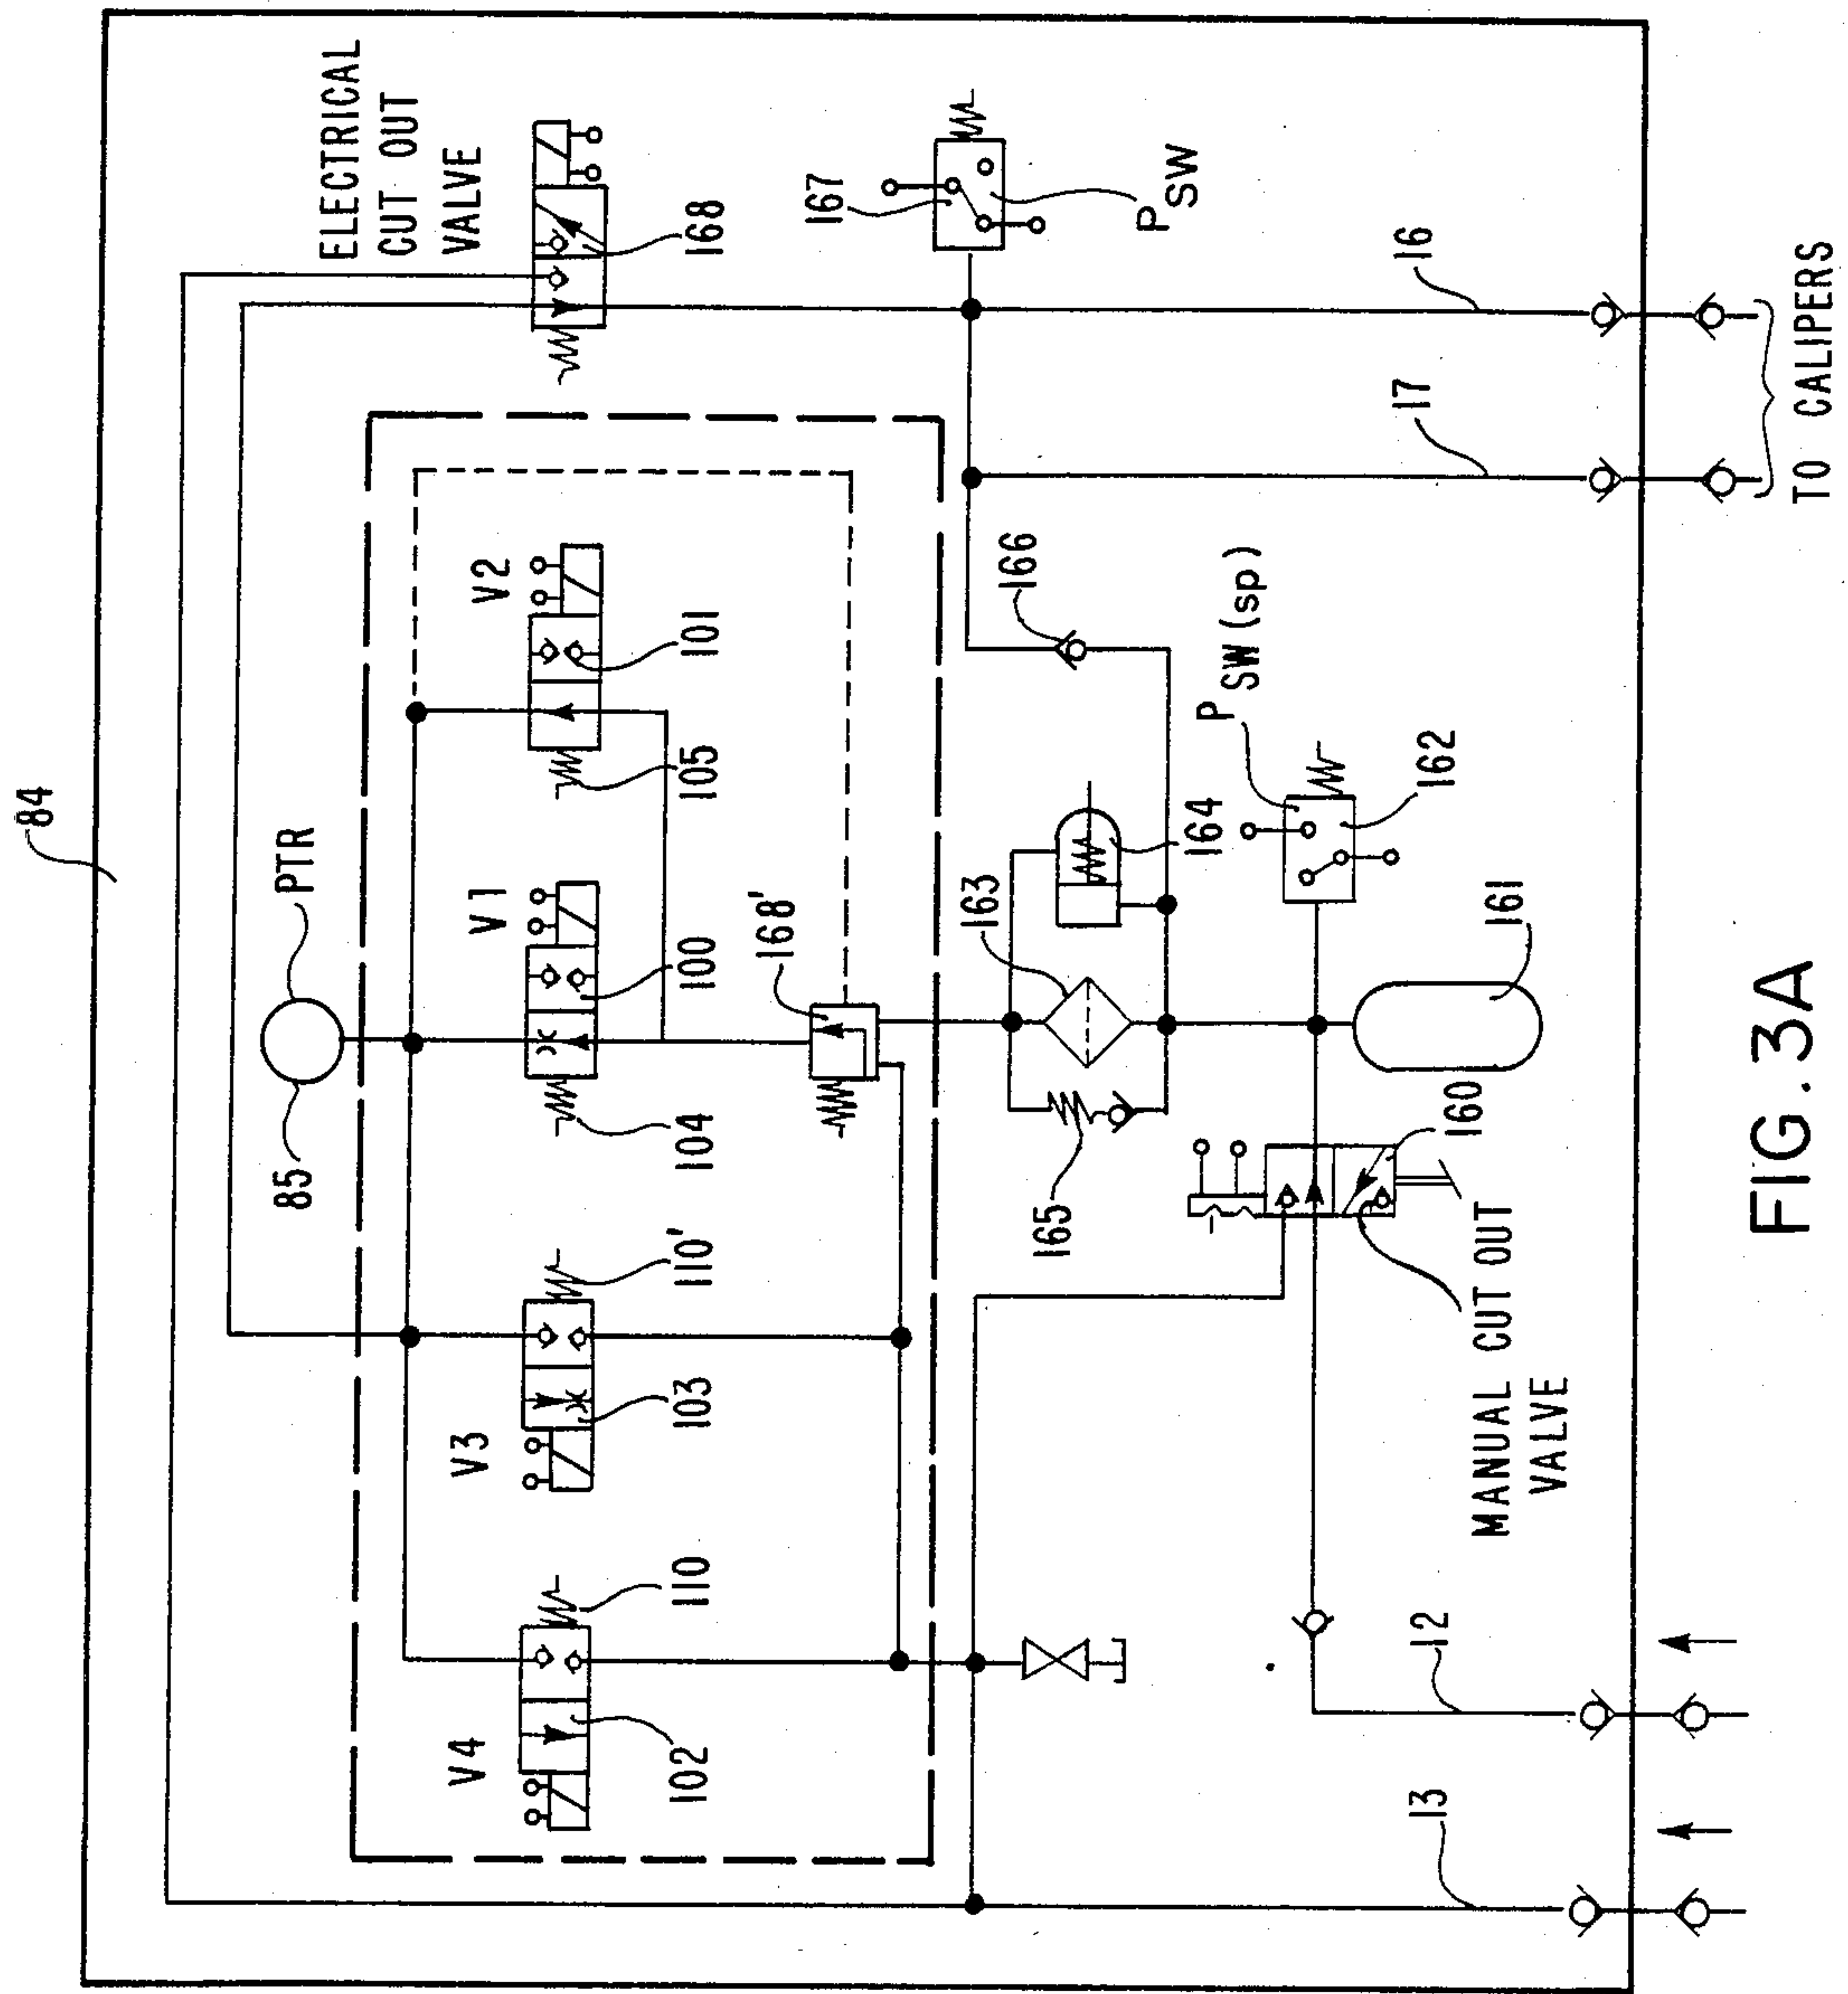 84
ELECTRICAL
CUT OUT
VALVE
168
85
PTR
V4
102
110
V3
103
110'
V1
100
104
V2
101
105
168'
167
P SW
163
164
165
166
P SW (sp)
162
161
160
MANUAL CUT OUT
VALVE
13
12
17
16
TO CALIPERS
FIG. 3A